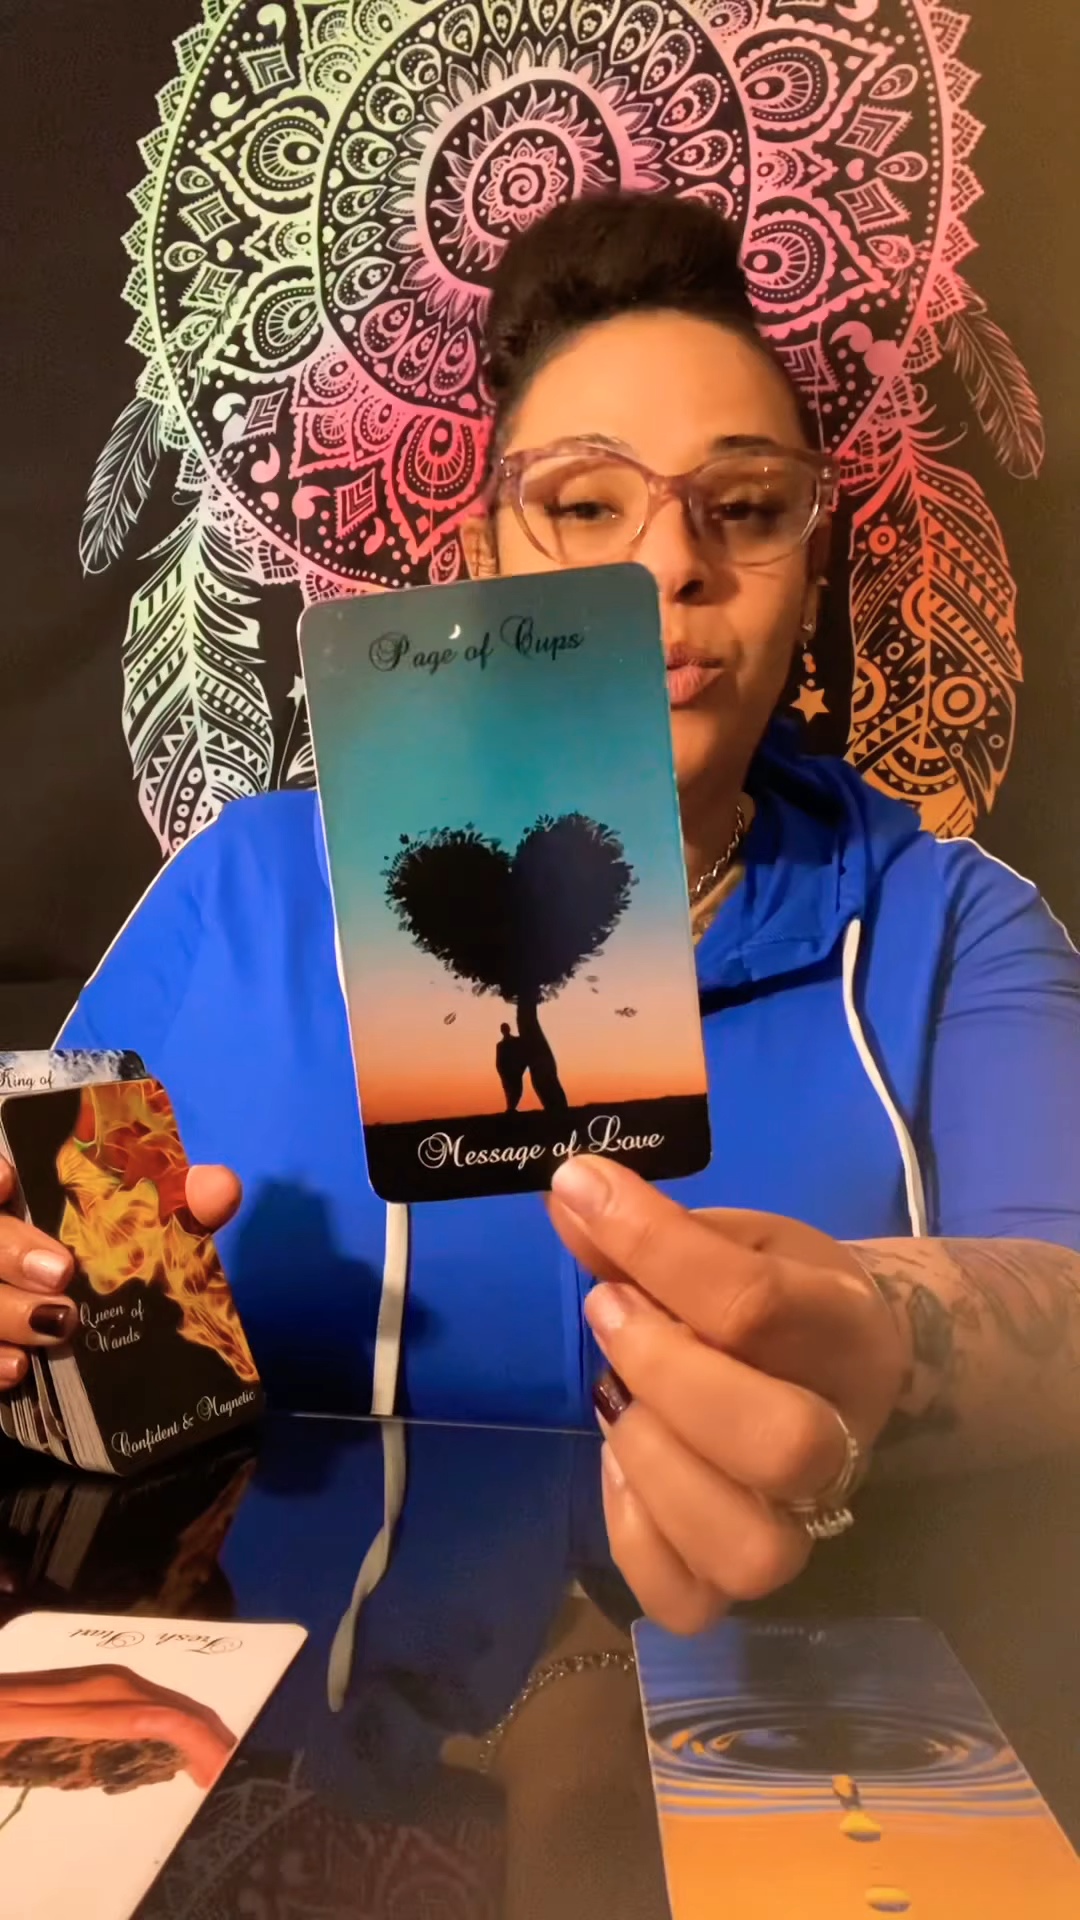 Page of Cups
Message of Love
King of
Queen of
Wands
Confident & Magnetic
Fresh Start